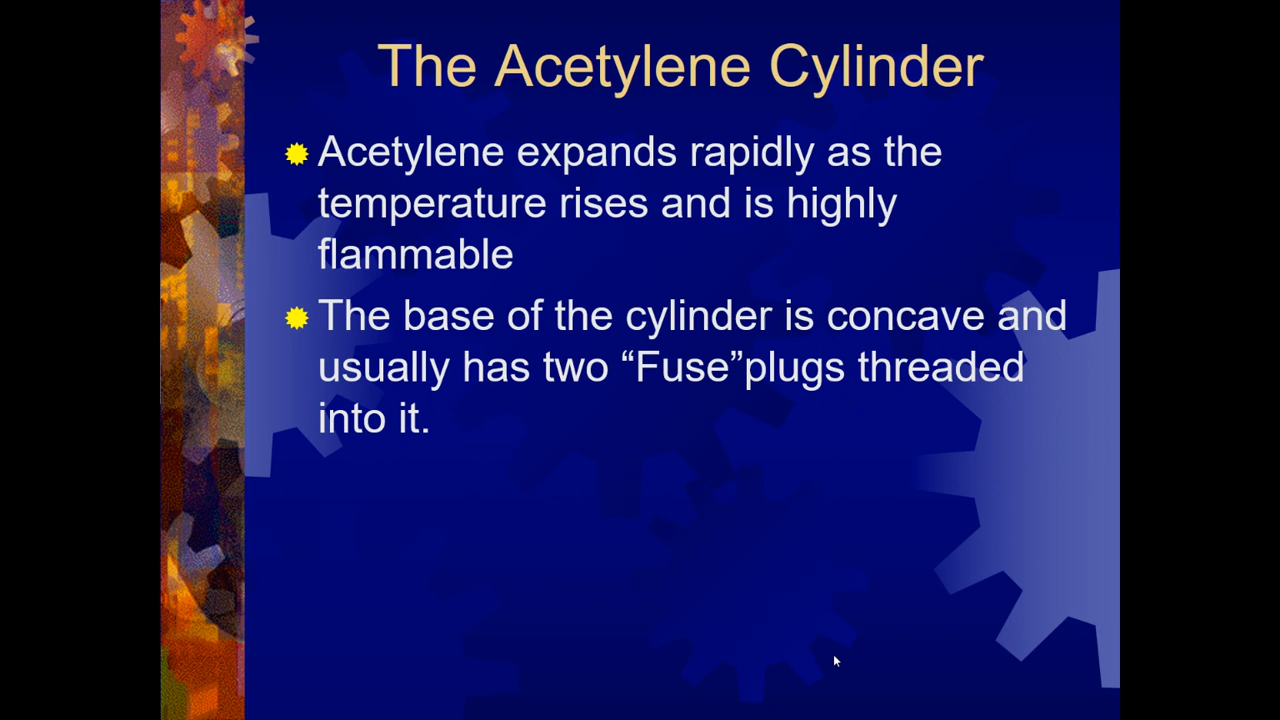 The Acetylene Cylinder
Acetylene expands rapidly as the
temperature rises and is highly
flammable
The base of the cylinder is concave and
usually has two “Fuse”plugs threaded
into it.